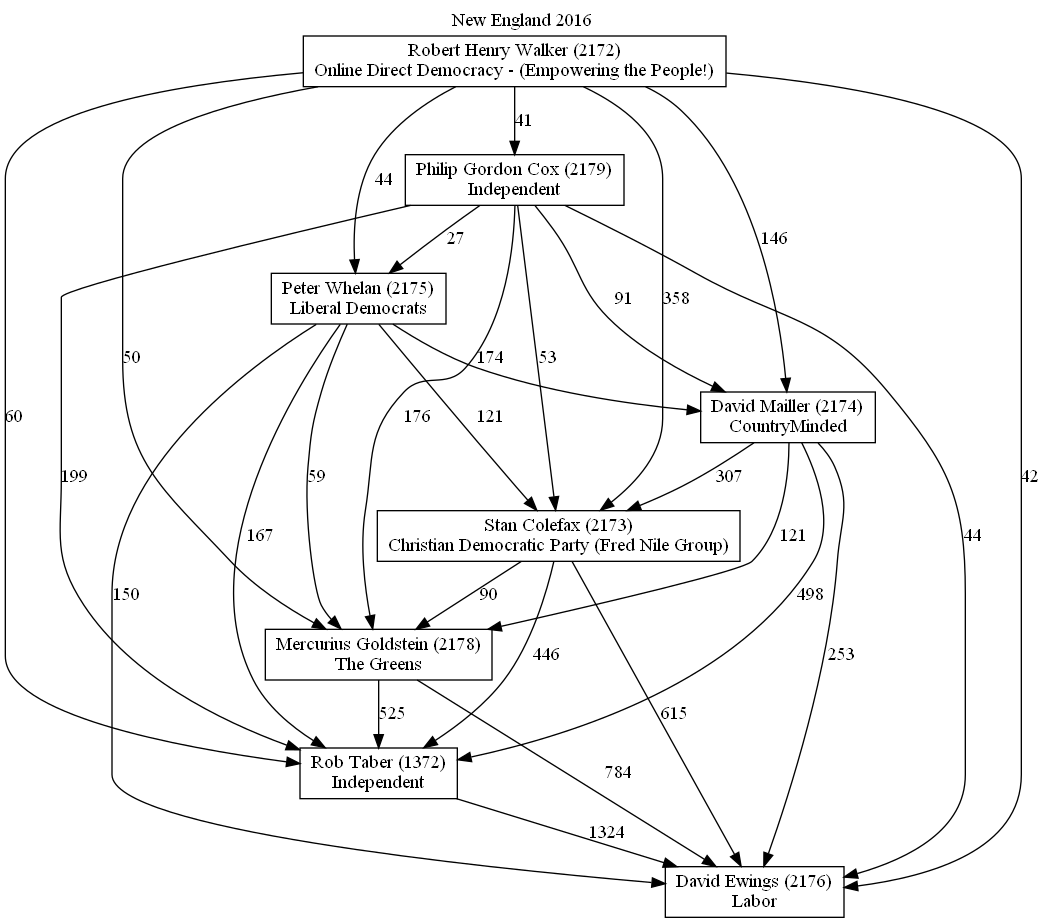 New England 2016
Robert Henry Walker (2172)
Online Direct Democracy - (Empowering the People!)
41
Philip Gordon Cox (2179)
Independent
44
27
146
Peter Whelan (2175)
Liberal Democrats
91
358
50
174
53
David Mailler (2174)
CountryMinded
60
176
121
199
59
307
42
Stan Colefax (2173)
Christian Democratic Party (Fred Nile Group)
167
121
44
150
90
498
Mercurius Goldstein (2178)
The Greens
446
253
525
615
Rob Taber (1372)
Independent
784
1324
David Ewings (2176)
Labor